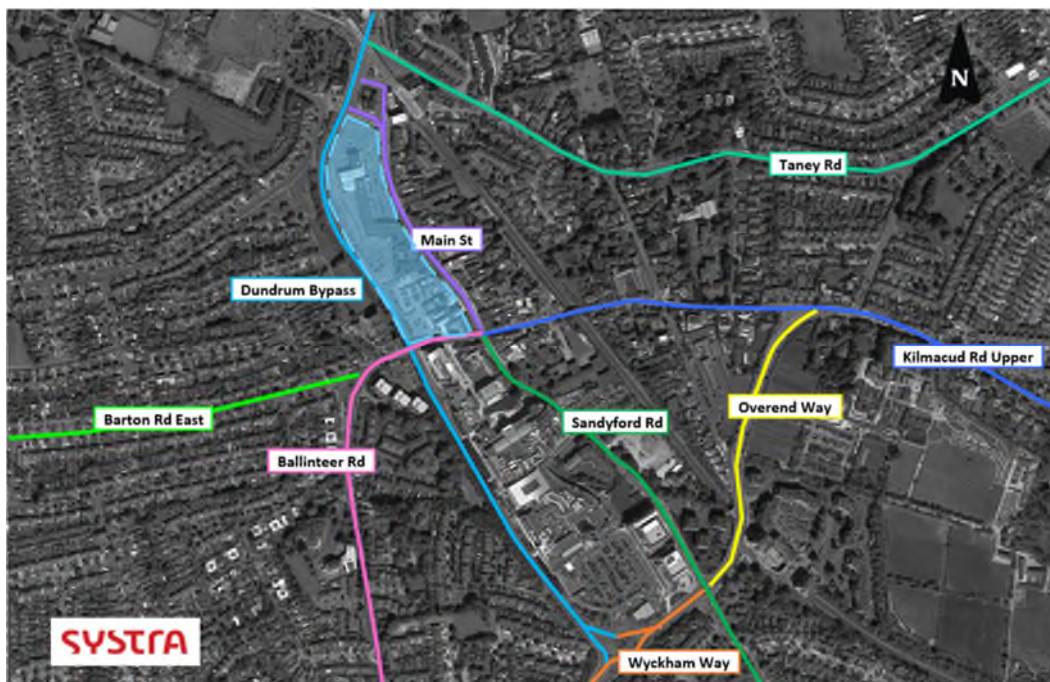 N
Taney Rd
Main St
Dundrum Bypass
Kilmacud Rd Upper
Overend Way
Barton Rd East
Sandyford Rd
Ballinteer Rd
SYSTRA
Wyckham Way